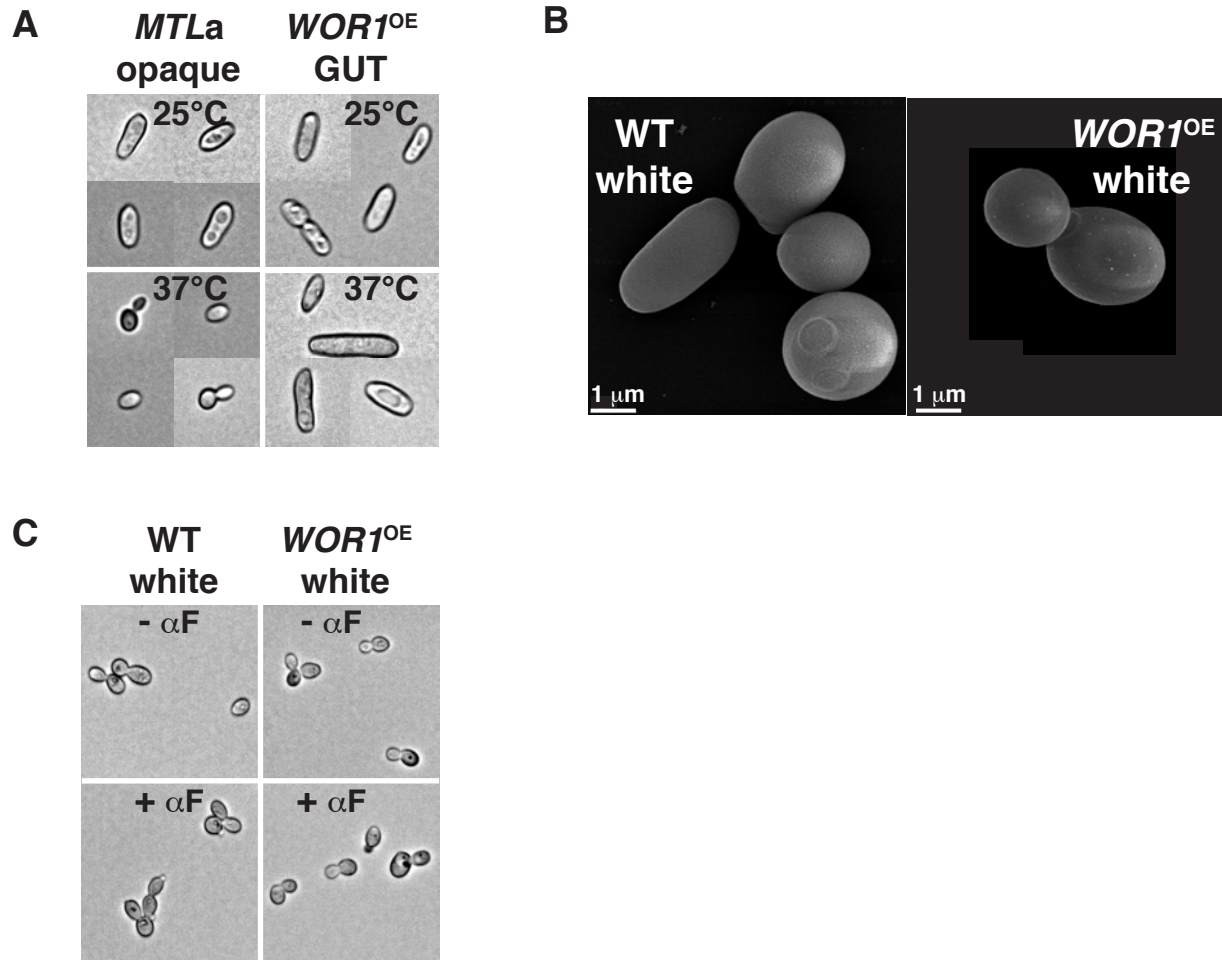 A
MTLa
opaque
WOR1OE
GUT
25°C
25°C
37°C
37°C
B
WT
white
WOR1OE
white
1 μm
1 μm
C
WT
white
WOR1OE
white
- αF
- αF
+ αF
+ αF